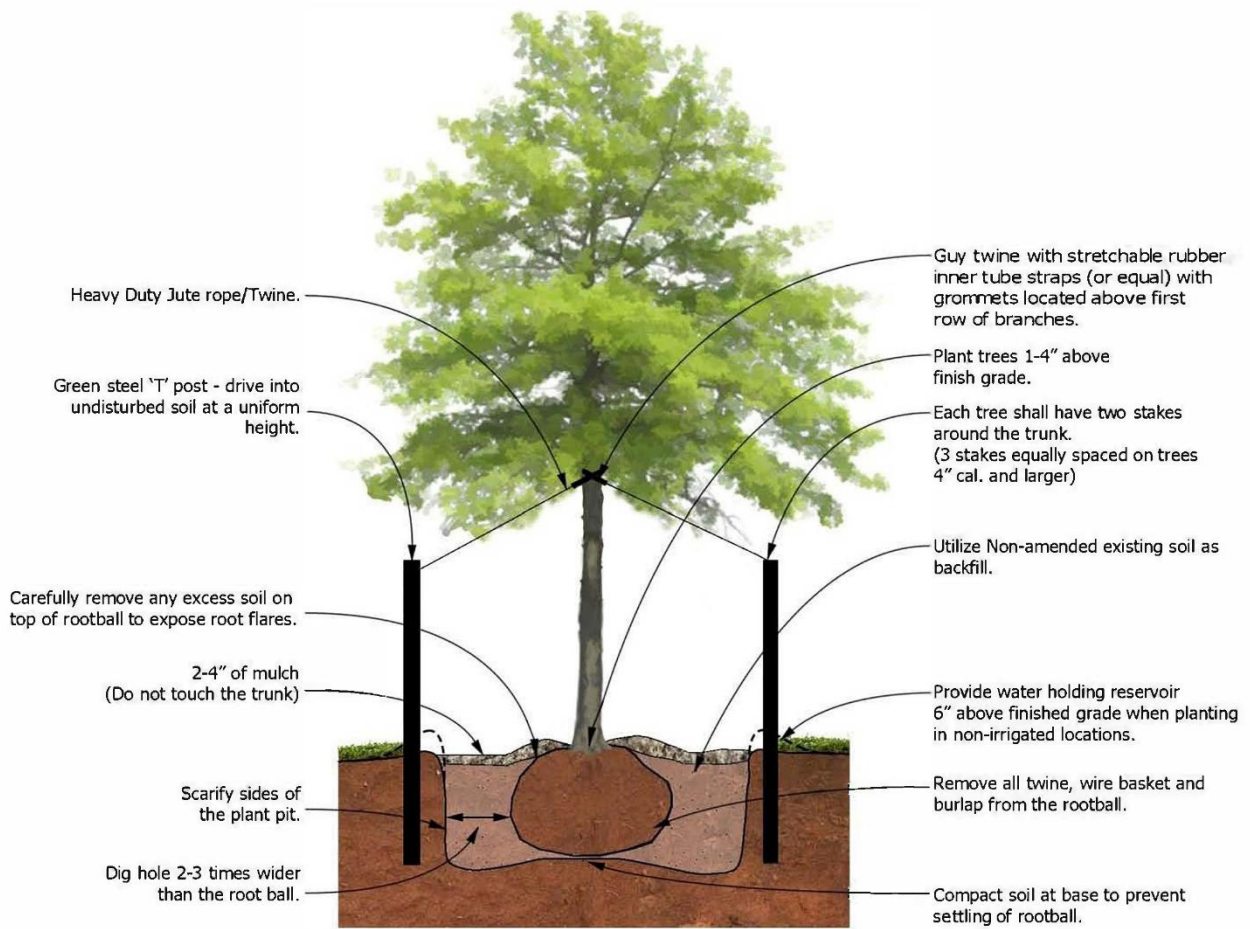 Heavy Duty Jute rope/Twine.
Green steel ‘T’ post - drive into
undisturbed soil at a uniform
height.
Carefully remove any excess soil on
top of rootball to expose root flares.
2-4″ of mulch
(Do not touch the trunk)
Scarify sides of
the plant pit.
Dig hole 2-3 times wider
than the root ball.
Guy twine with stretchable rubber
inner tube straps (or equal) with
grommets located above first
row of branches.
Plant trees 1-4″ above
finish grade.
Each tree shall have two stakes
around the trunk.
(3 stakes equally spaced on trees
4″ cal. and larger)
Utilize Non-amended existing soil as
backfill.
Provide water holding reservoir
6″ above finished grade when planting
in non-irrigated locations.
Remove all twine, wire basket and
burlap from the rootball.
Compact soil at base to prevent
settling of rootball.